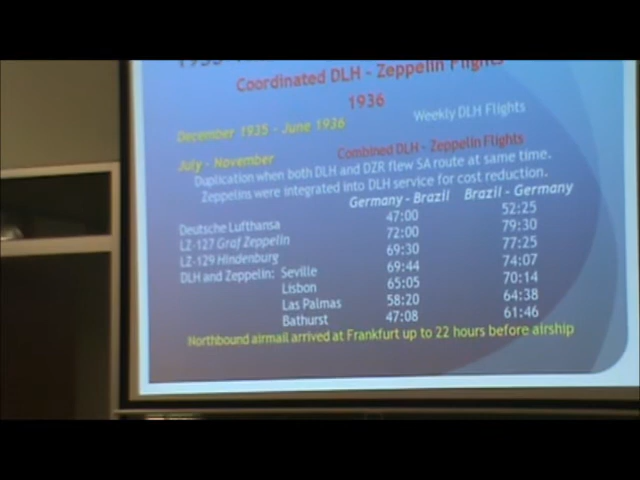 Coordinated DLH - Zeppelin Flights
1936
December 1935 - June 1936 Weekly DLH Flights
July - November Combined DLH - Zeppelin Flights
Duplication when both DLH and DZR flew SA route at same time.
Zeppelins were integrated into DLH service for cost reduction.
Germany - Brazil Brazil - Germany
Deutsche Lufthansa 47:00 52:25
LZ-127 Graf Zeppelin 72:00 79:30
LZ-129 Hindenburg 69:30 77:25
DLH and Zeppelin: Seville 69:44 74:07
Lisbon 65:05 70:14
Las Palmas 58:20 64:38
Bathurst 47:08 61:46
Northbound airmail arrived at Frankfurt up to 22 hours before airship